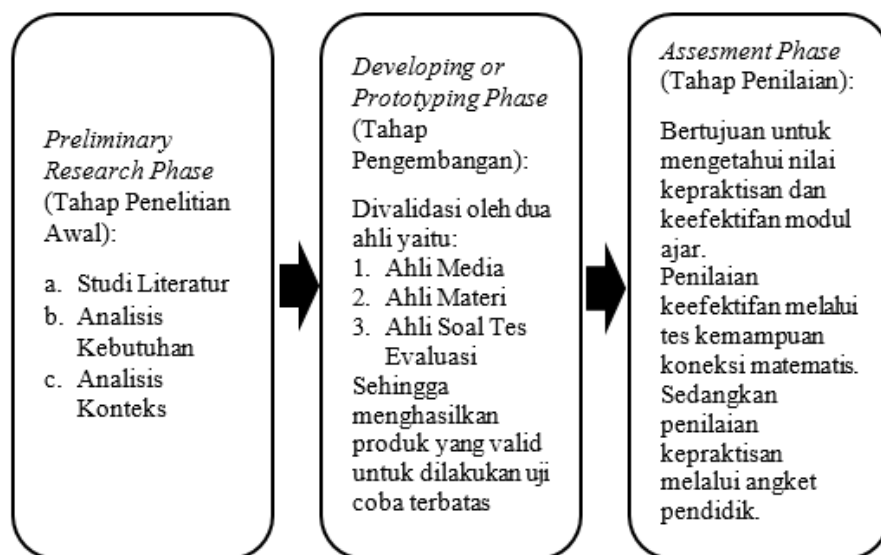 Preliminary
Research Phase
(Tahap Penelitian
Awal):
a. Studi Literatur
b. Analisis
Kebutuhan
c. Analisis
Konteks
Developing or
Prototyping Phase
(Tahap
Pengembangan):
Divalidasi oleh dua
ahli yaitu:
1. Ahli Media
2. Ahli Materi
3. Ahli Soal Tes
Evaluasi
Sehingga
menghasilkan
produk yang valid
untuk dilakukan uji
coba terbatas
Assesment Phase
(Tahap Penilaian):
Bertujuan untuk
mengetahui nilai
kepraktisan dan
keefektifan modul
ajar.
Penilaian
keefektifan melalui
tes kemampuan
koneksi matematis.
Sedangkan
penilaian
kepraktisan
melalui angket
pendidik.